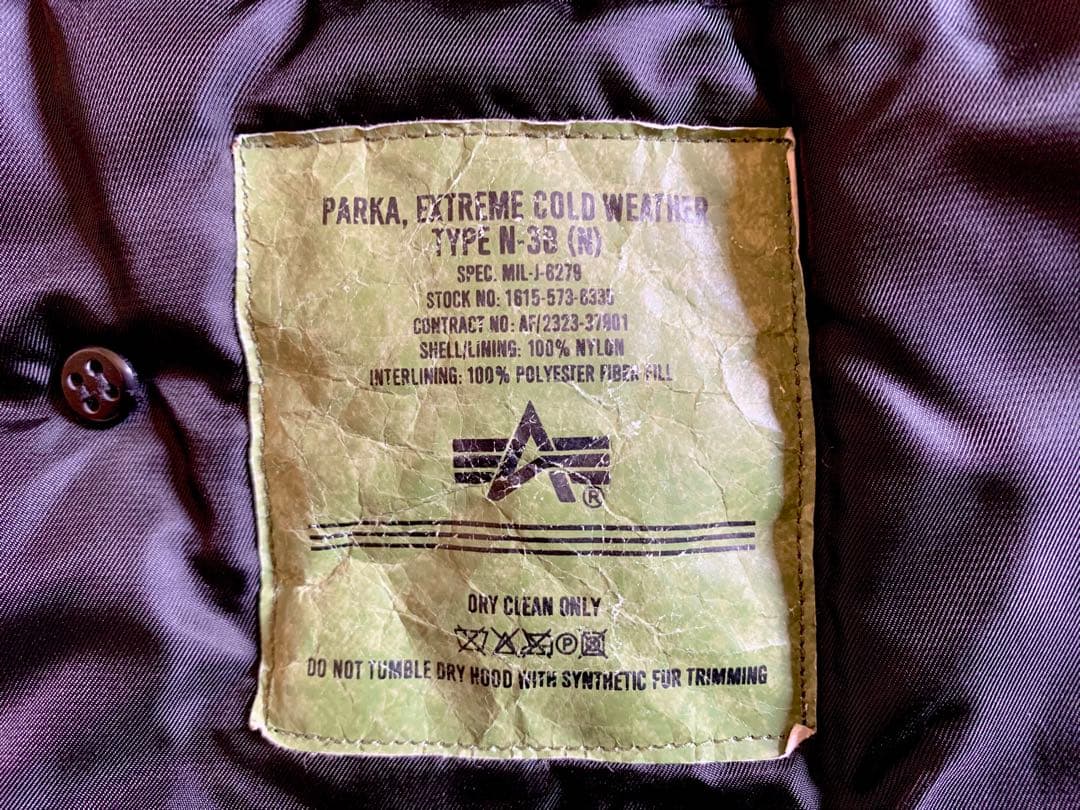 PARKA, EXTREME COLD WEATHER
TYPE N-3B (N)
SPEC. MIL-J-6279
STOCK NO: 1615-573-8335
CONTRACT NO: AF/2323-37901
SHELL/LINING: 100% NYLON
INTERLINING: 100% POLYESTER FIBER FILL
®
DRY CLEAN ONLY
P
DO NOT TUMBLE DRY HOOD WITH SYNTHETIC FUR TRIMMING